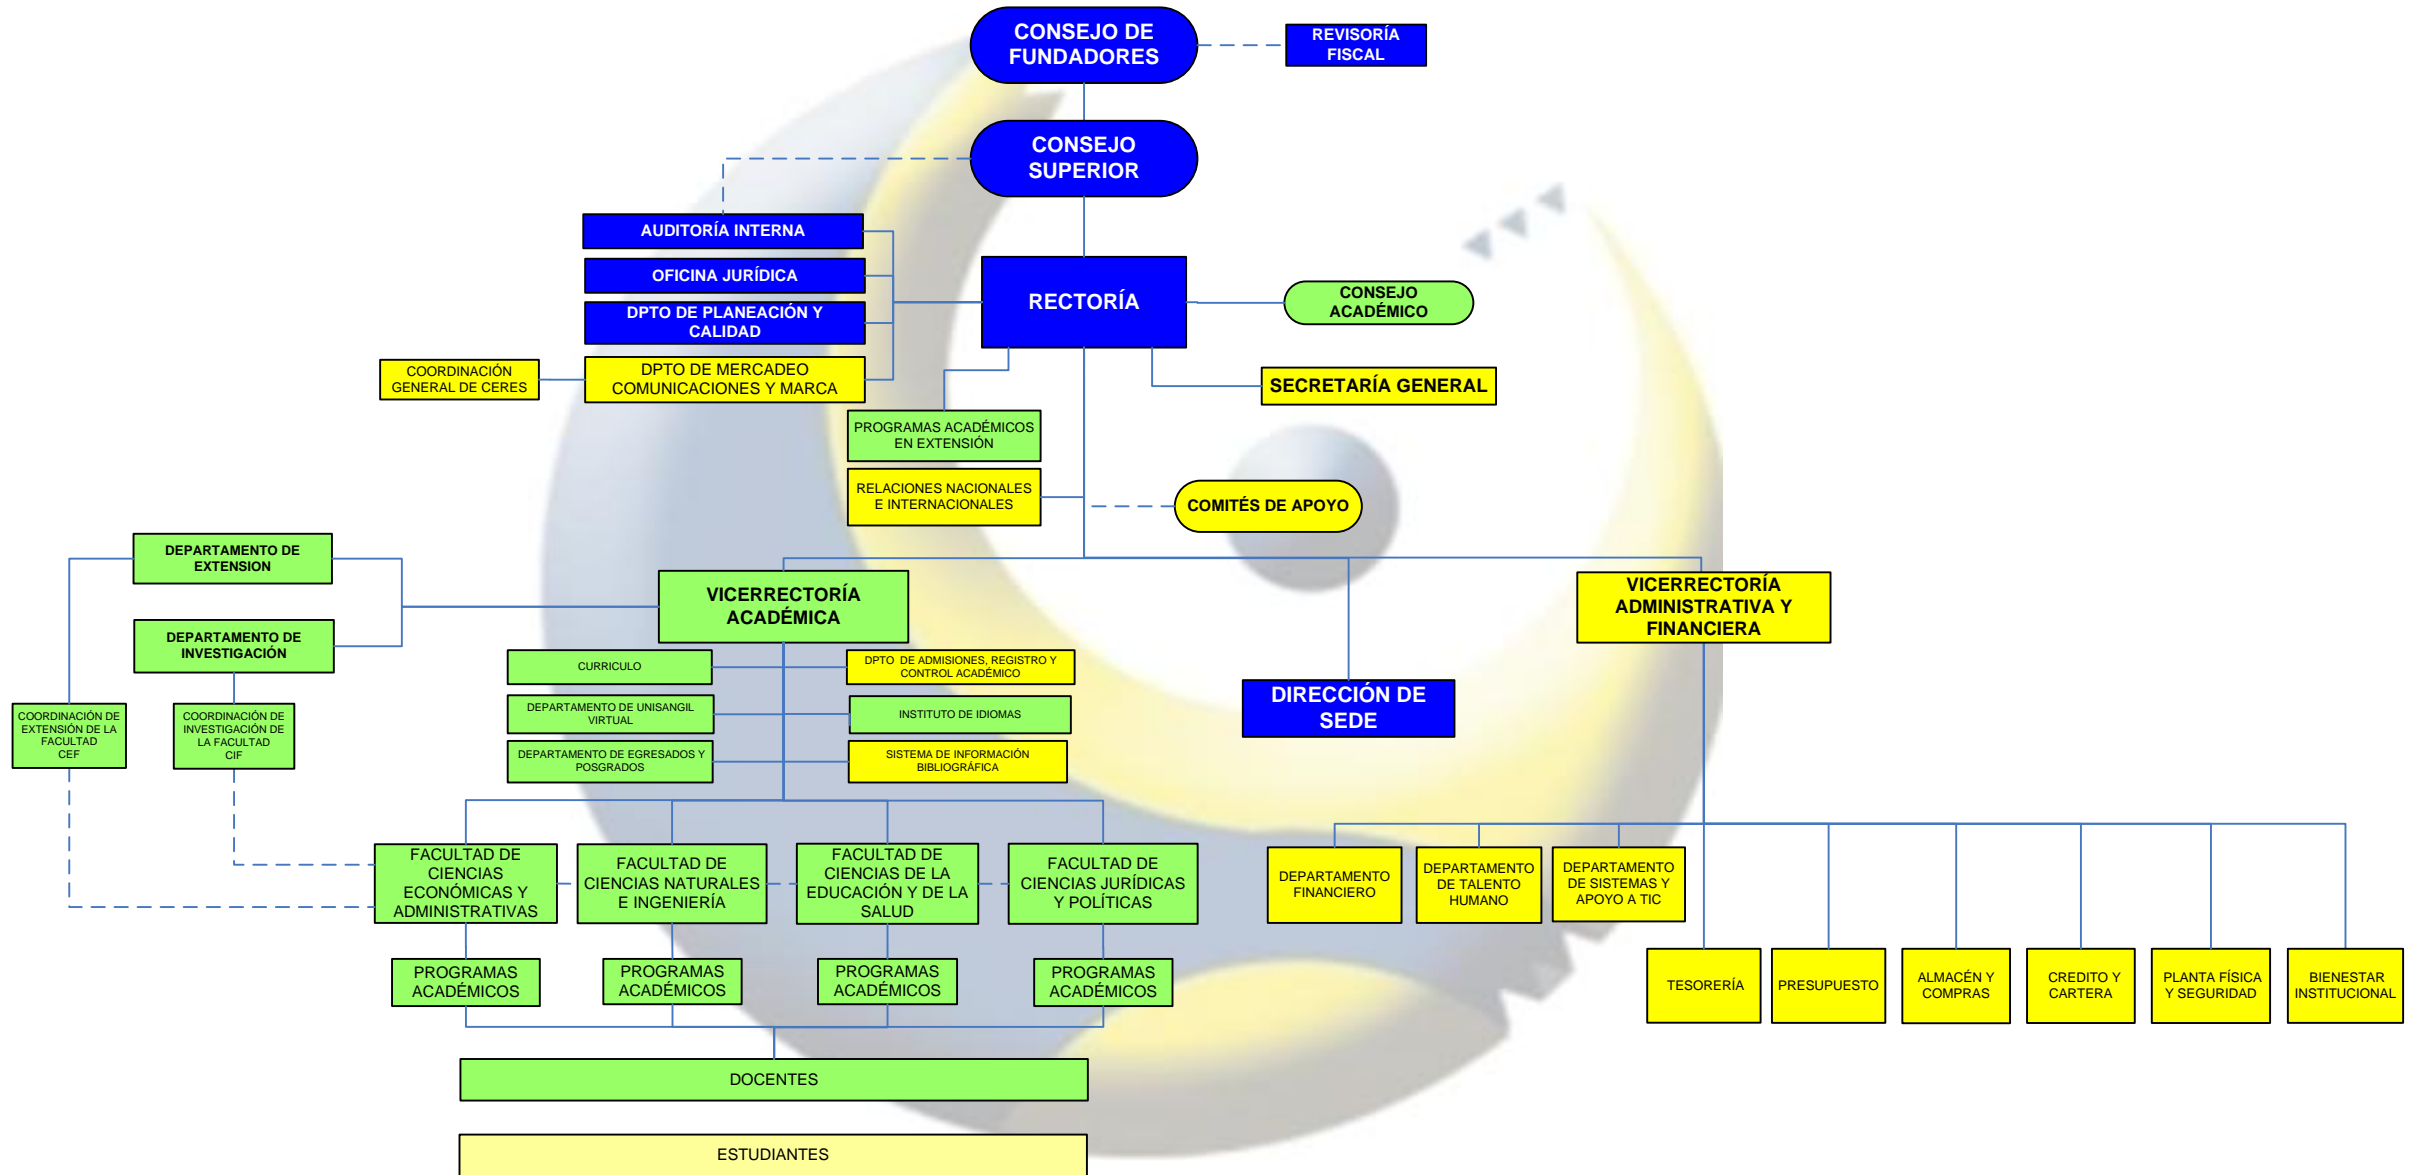 CONSEJO DE
FUNDADORES
REVISORÍA
FISCAL
CONSEJO
SUPERIOR
AUDITORÍA INTERNA
OFICINA JURÍDICA
DPTO DE PLANEACIÓN Y
CALIDAD
RECTORÍA
CONSEJO
ACADÉMICO
COORDINACIÓN
GENERAL DE CERES
DPTO DE MERCADEO
COMUNICACIONES Y MARCA
SECRETARÍA GENERAL
PROGRAMAS ACADÉMICOS
EN EXTENSIÓN
RELACIONES NACIONALES
E INTERNACIONALES
COMITÉS DE APOYO
DEPARTAMENTO DE
EXTENSION
DEPARTAMENTO DE
INVESTIGACIÓN
VICERRECTORÍA
ACADÉMICA
VICERRECTORÍA
ADMINISTRATIVA Y
FINANCIERA
CURRICULO
DPTO  DE ADMISIONES, REGISTRO Y
CONTROL ACADÉMICO
DEPARTAMENTO DE UNISANGIL
VIRTUAL
INSTITUTO DE IDIOMAS
DEPARTAMENTO DE EGRESADOS Y
POSGRADOS
SISTEMA DE INFORMACIÓN
BIBLIOGRÁFICA
DIRECCIÓN DE
SEDE
COORDINACIÓN DE
EXTENSIÓN DE LA
FACULTAD
CEF
COORDINACIÓN DE
INVESTIGACIÓN DE
LA FACULTAD
CIF
FACULTAD DE
CIENCIAS
ECONÓMICAS Y
ADMINISTRATIVAS
FACULTAD DE
CIENCIAS NATURALES
E INGENIERÍA
FACULTAD DE
CIENCIAS DE LA
EDUCACIÓN Y DE LA
SALUD
FACULTAD DE
CIENCIAS JURÍDICAS
Y POLÍTICAS
DEPARTAMENTO
FINANCIERO
DEPARTAMENTO
DE TALENTO
HUMANO
DEPARTAMENTO
DE SISTEMAS Y
APOYO A TIC
PROGRAMAS
ACADÉMICOS
PROGRAMAS
ACADÉMICOS
PROGRAMAS
ACADÉMICOS
PROGRAMAS
ACADÉMICOS
TESORERÍA
PRESUPUESTO
ALMACÉN Y
COMPRAS
CREDITO Y
CARTERA
PLANTA FÍSICA
Y SEGURIDAD
BIENESTAR
INSTITUCIONAL
DOCENTES
ESTUDIANTES